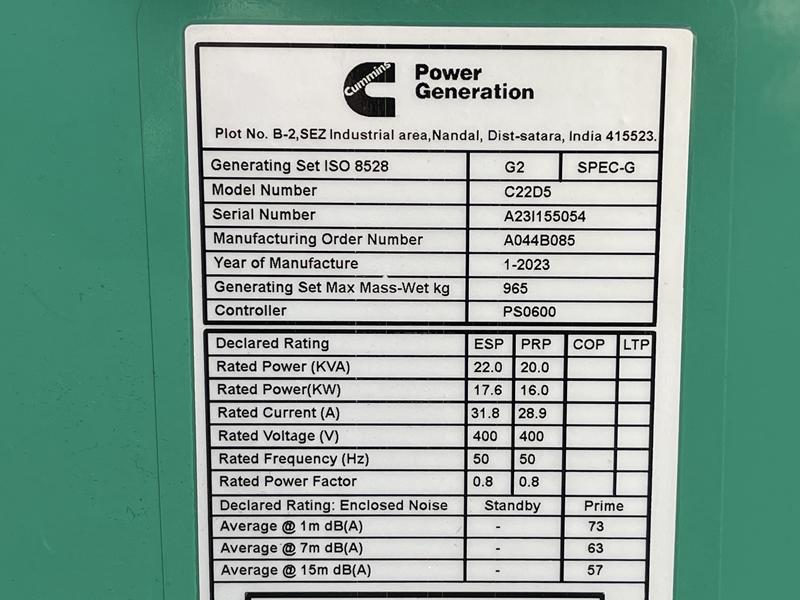 Cummins
Power
Generation
Plot No. B-2,SEZ Industrial area,Nandal, Dist-satara, India 415523.
Generating Set ISO 8528 G2 SPEC-G
Model Number C22D5
Serial Number A23I155054
Manufacturing Order Number A044B085
Year of Manufacture 1-2023
Generating Set Max Mass-Wet kg 965
Controller PS0600
Declared Rating ESP PRP COP LTP
Rated Power (KVA) 22.0 20.0
Rated Power(KW) 17.6 16.0
Rated Current (A) 31.8 28.9
Rated Voltage (V) 400 400
Rated Frequency (Hz) 50 50
Rated Power Factor 0.8 0.8
Declared Rating: Enclosed Noise Standby Prime
Average @ 1m dB(A) - 73
Average @ 7m dB(A) - 63
Average @ 15m dB(A) - 57